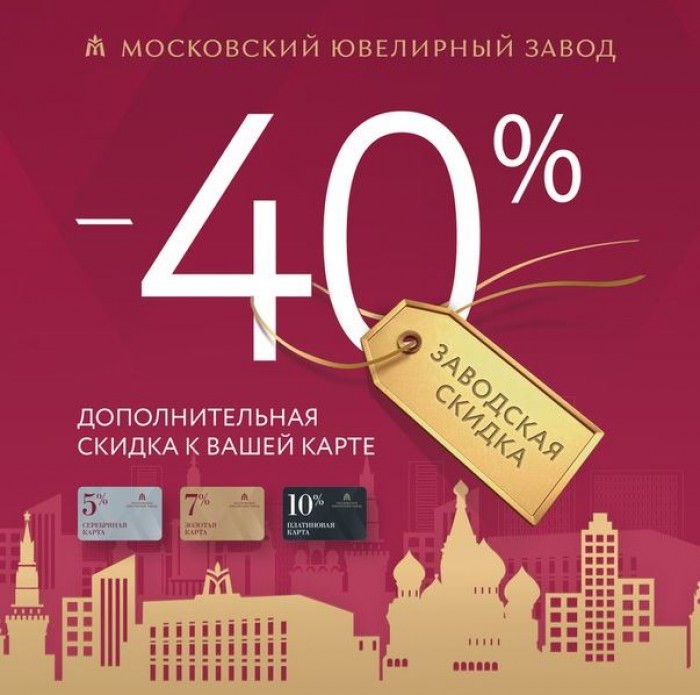 МОСКОВСКИЙ ЮВЕЛИРНЫЙ ЗАВОД
–40%
ЗАВОДСКАЯ
СКИДКА
ДОПОЛНИТЕЛЬНАЯ
СКИДКА К ВАШЕЙ КАРТЕ
5%
СЕРЕБРЯНАЯ
КАРТА
7%
ЗОЛОТАЯ
КАРТА
10%
ПЛАТИНОВАЯ
КАРТА